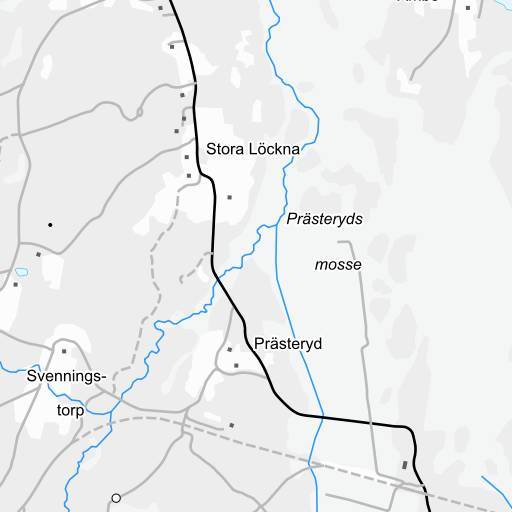 Stora Löckna
Prästeryds
mosse
Prästeryd
Svennings-
torp